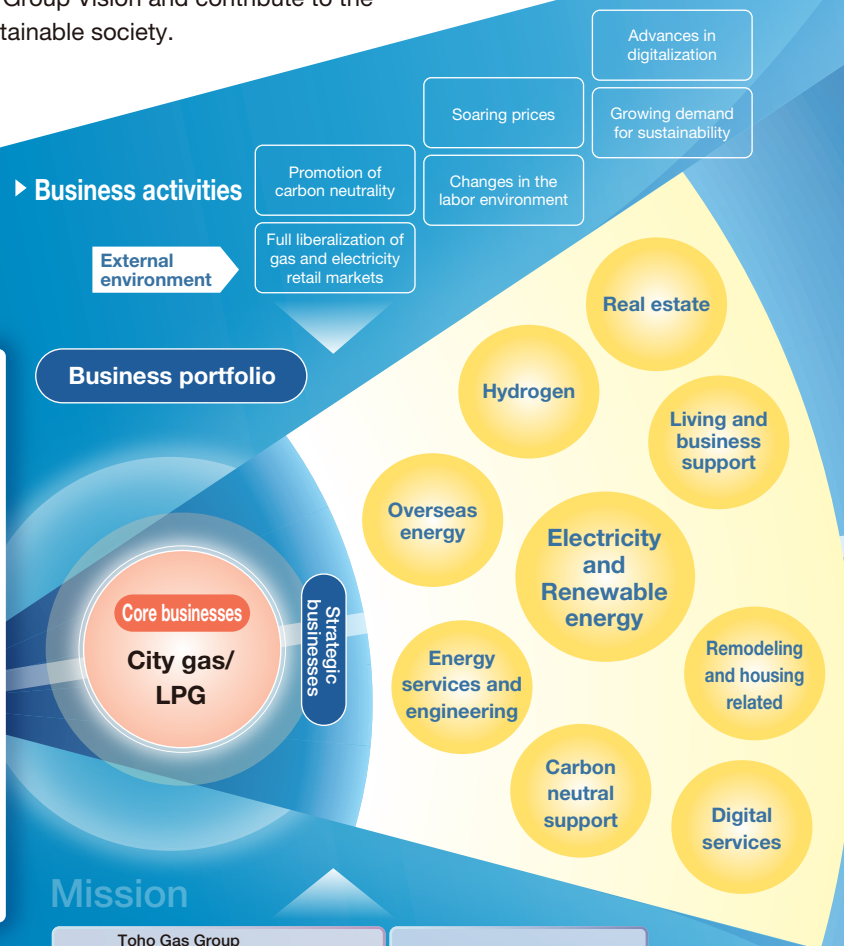 Group Vision and contribute to the
tainable society.
Advances in
digitalization
Soaring prices
Growing demand
for sustainability
Business activities
Promotion of
carbon neutrality
Changes in the
labor environment
External
environment
Full liberalization of
gas and electricity
retail markets
Business portfolio
Real estate
Hydrogen
Living and
business
support
Overseas
energy
Electricity
and
Renewable
energy
Core businesses
City gas/
LPG
Strategic
businesses
Energy
services and
engineering
Remodeling
and housing
related
Carbon
neutral
support
Digital
services
Mission
Toho Gas Group